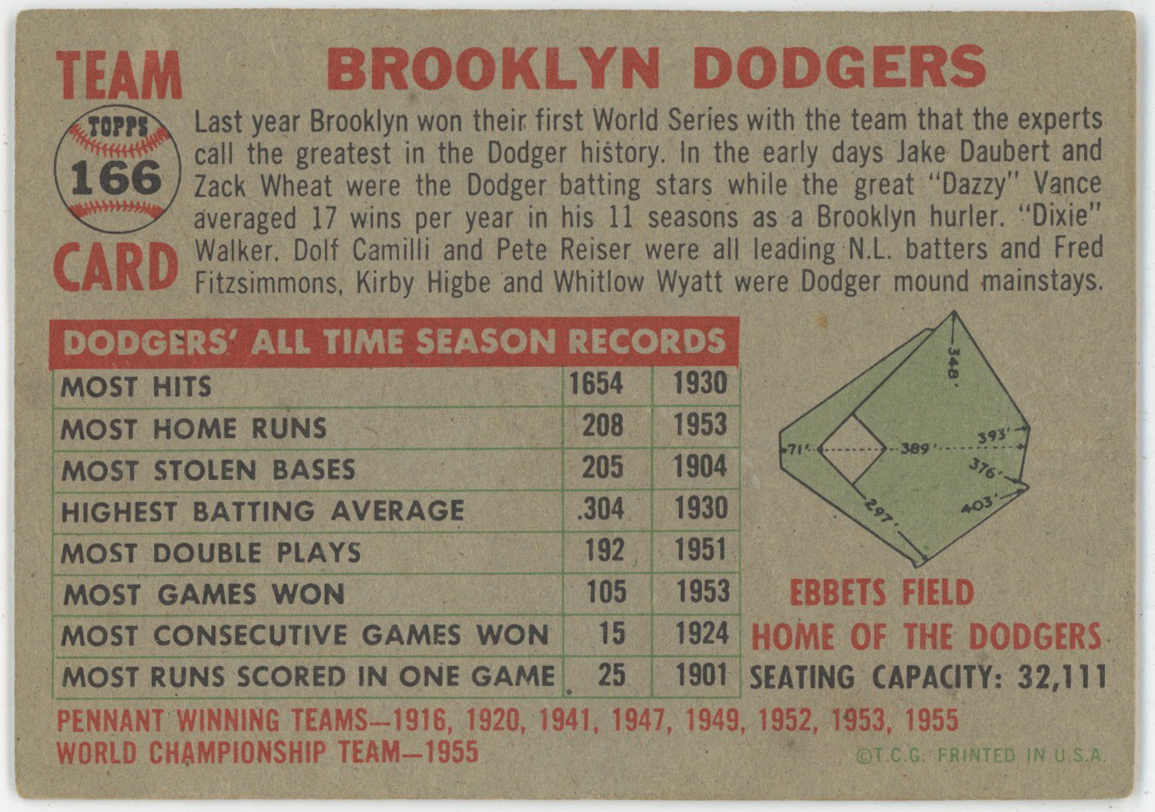 TEAM
BROOKLYN DODGERS
TOPPS
166
CARD
Last year Brooklyn won their first World Series with the team that the experts
call the greatest in the Dodger history. In the early days Jake Daubert and
Zack Wheat were the Dodger batting stars while the great "Dazzy" Vance
averaged 17 wins per year in his 11 seasons as a Brooklyn hurler. "Dixie"
Walker. Dolf Camilli and Pete Reiser were all leading N.L. batters and Fred
Fitzsimmons, Kirby Higbe and Whitlow Wyatt were Dodger mound mainstays.
DODGERS' ALL TIME SEASON RECORDS
MOST HITS 1654 1930
MOST HOME RUNS 208 1953
MOST STOLEN BASES 205 1904
HIGHEST BATTING AVERAGE .304 1930
MOST DOUBLE PLAYS 192 1951
MOST GAMES WON 105 1953
MOST CONSECUTIVE GAMES WON 15 1924
MOST RUNS SCORED IN ONE GAME 25 1901
348'
393'
71' 389'
376'
403'
297'
EBBETS FIELD
HOME OF THE DODGERS
SEATING CAPACITY: 32,111
PENNANT WINNING TEAMS—1916, 1920, 1941, 1947, 1949, 1952, 1953, 1955
WORLD CHAMPIONSHIP TEAM—1955
©T.C.G. PRINTED IN U.S.A.